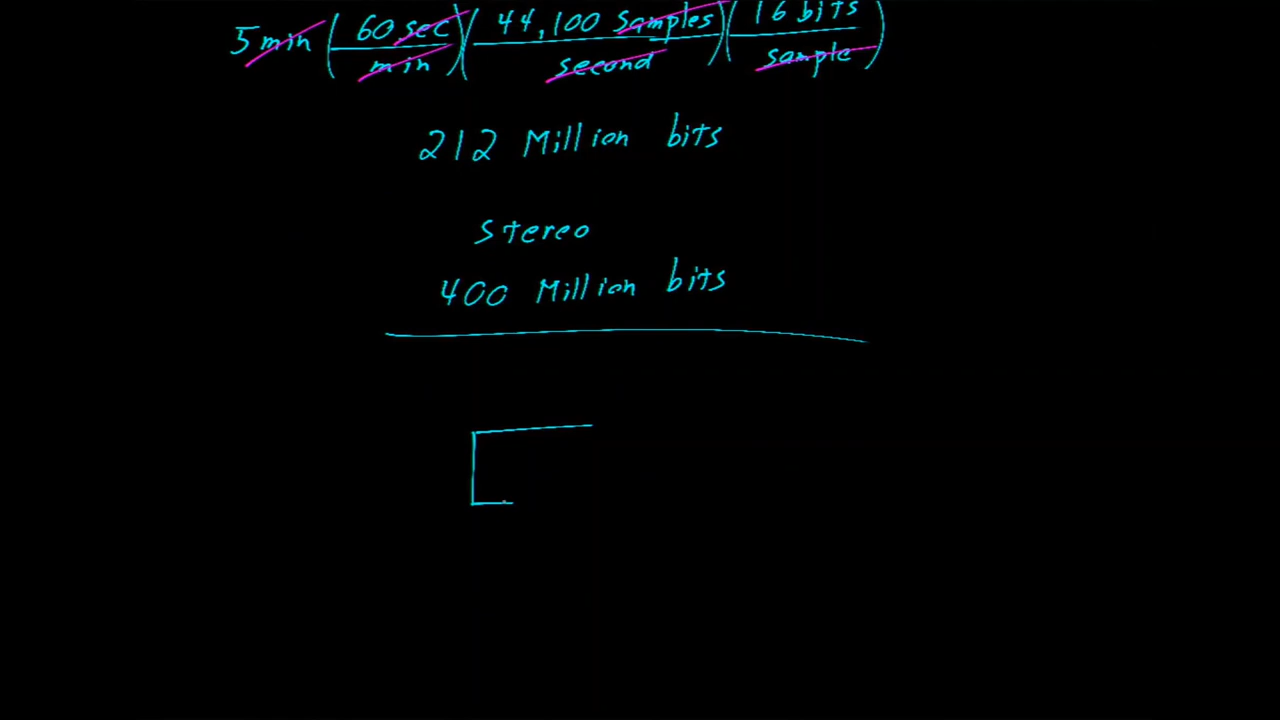 5 min (60 sec / min)(44,100 samples / second)(16 bits / sample)
212 Million bits
Stereo
400 Million bits